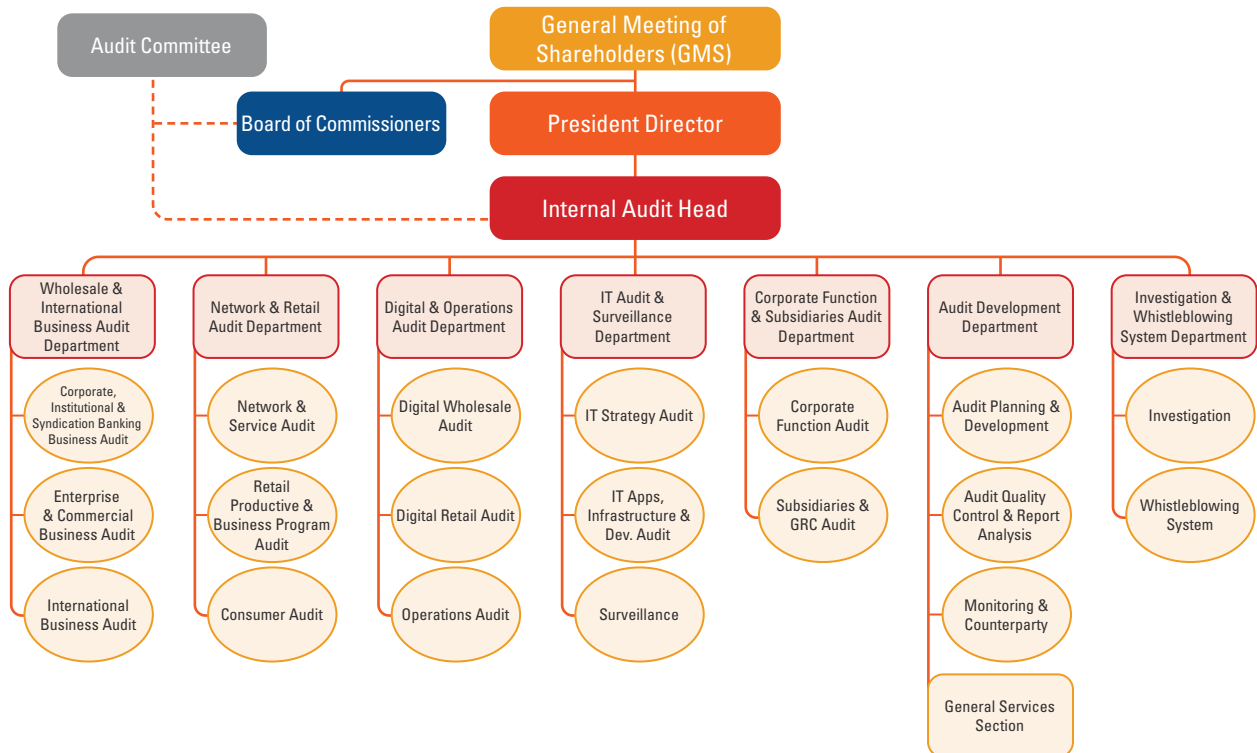 Audit Committee
General Meeting of
Shareholders (GMS)
Board of Commissioners
President Director
Internal Audit Head
Wholesale &
International
Business Audit
Department
Corporate,
Institutional &
Syndication Banking
Business Audit
Enterprise
& Commercial
Business Audit
International
Business Audit
Network & Retail
Audit Department
Network &
Service Audit
Retail
Productive &
Business Program
Audit
Consumer Audit
Digital & Operations
Audit Department
Digital Wholesale
Audit
Digital Retail Audit
Operations Audit
IT Audit &
Surveillance
Department
IT Strategy Audit
IT Apps,
Infrastructure &
Dev. Audit
Surveillance
Corporate Function
& Subsidiaries Audit
Department
Corporate
Function Audit
Subsidiaries &
GRC Audit
Audit Development
Department
Audit Planning &
Development
Audit Quality
Control & Report
Analysis
Monitoring &
Counterparty
General Services
Section
Investigation &
Whistleblowing
System Department
Investigation
Whistleblowing
System